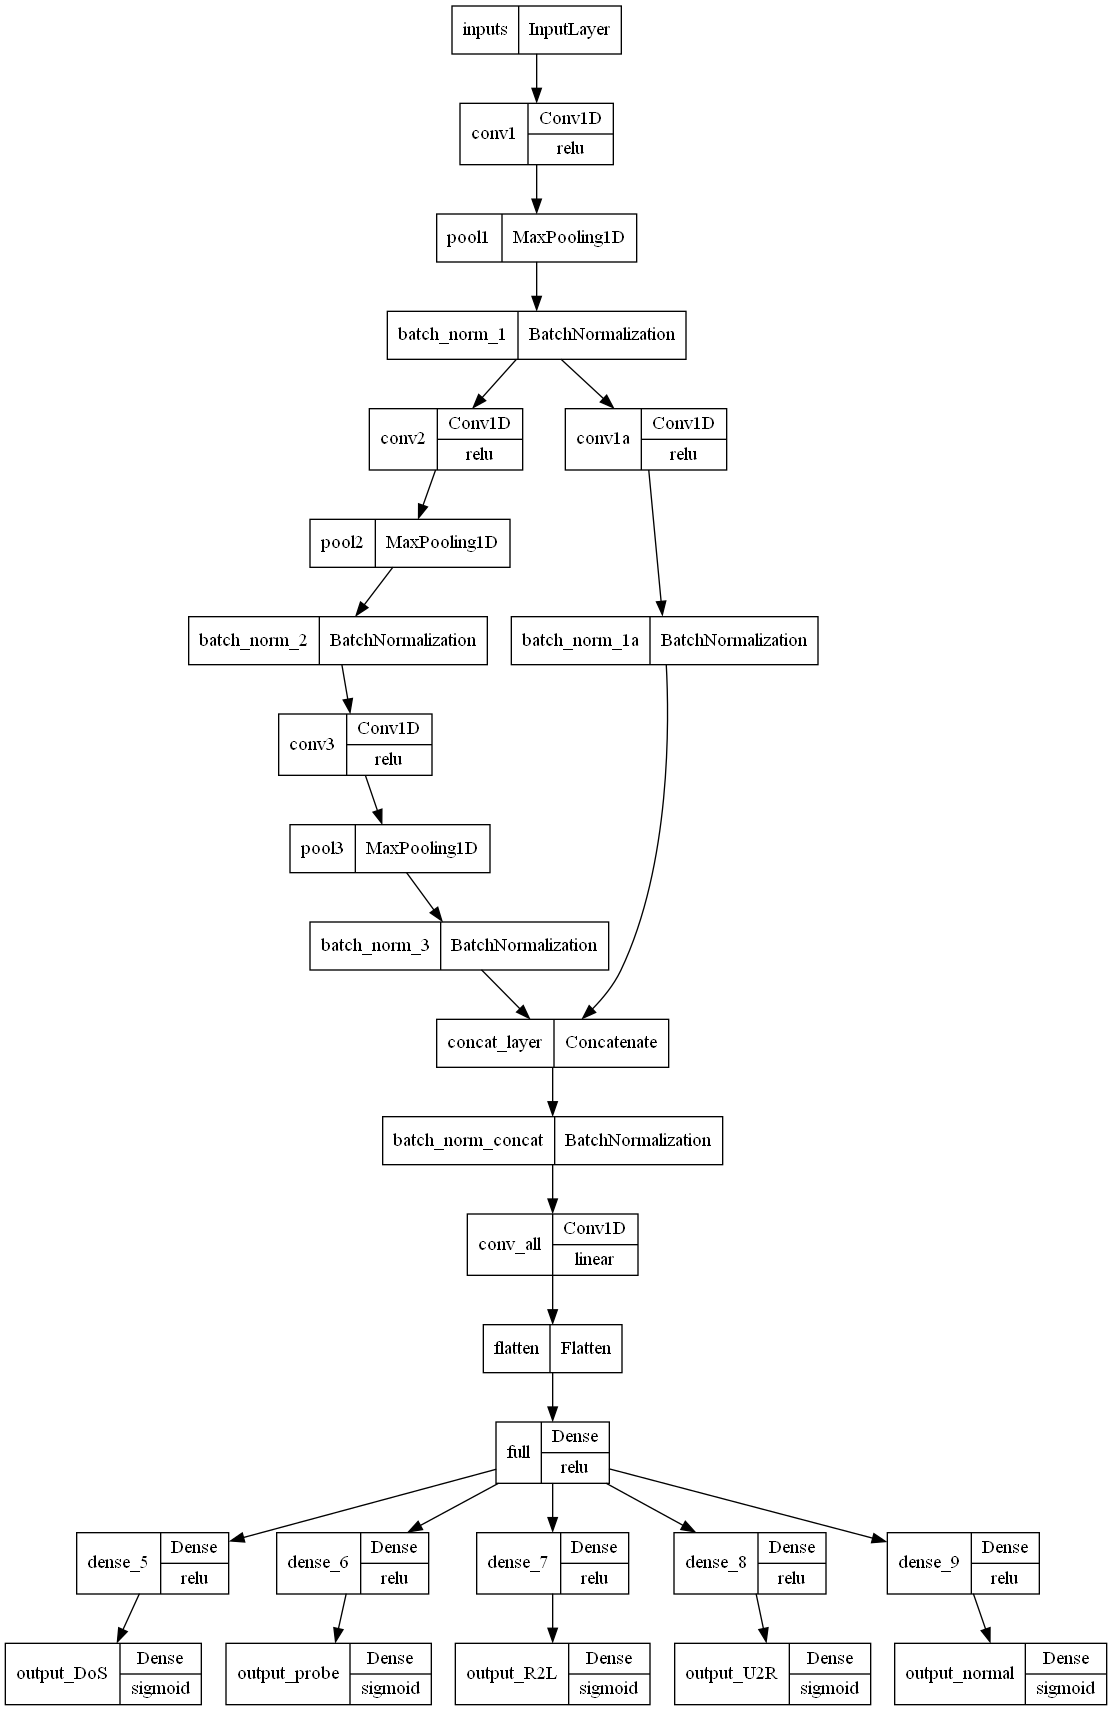 inputs InputLayer
conv1 Conv1D
relu
pool1 MaxPooling1D
batch_norm_1 BatchNormalization
conv2 Conv1D
relu
conv1a Conv1D
relu
pool2 MaxPooling1D
batch_norm_2 BatchNormalization
batch_norm_1a BatchNormalization
conv3 Conv1D
relu
pool3 MaxPooling1D
batch_norm_3 BatchNormalization
concat_layer Concatenate
batch_norm_concat BatchNormalization
conv_all Conv1D
linear
flatten Flatten
full Dense
relu
dense_5 Dense
relu
dense_6 Dense
relu
dense_7 Dense
relu
dense_8 Dense
relu
dense_9 Dense
relu
output_DoS Dense
sigmoid
output_probe Dense
sigmoid
output_R2L Dense
sigmoid
output_U2R Dense
sigmoid
output_normal Dense
sigmoid